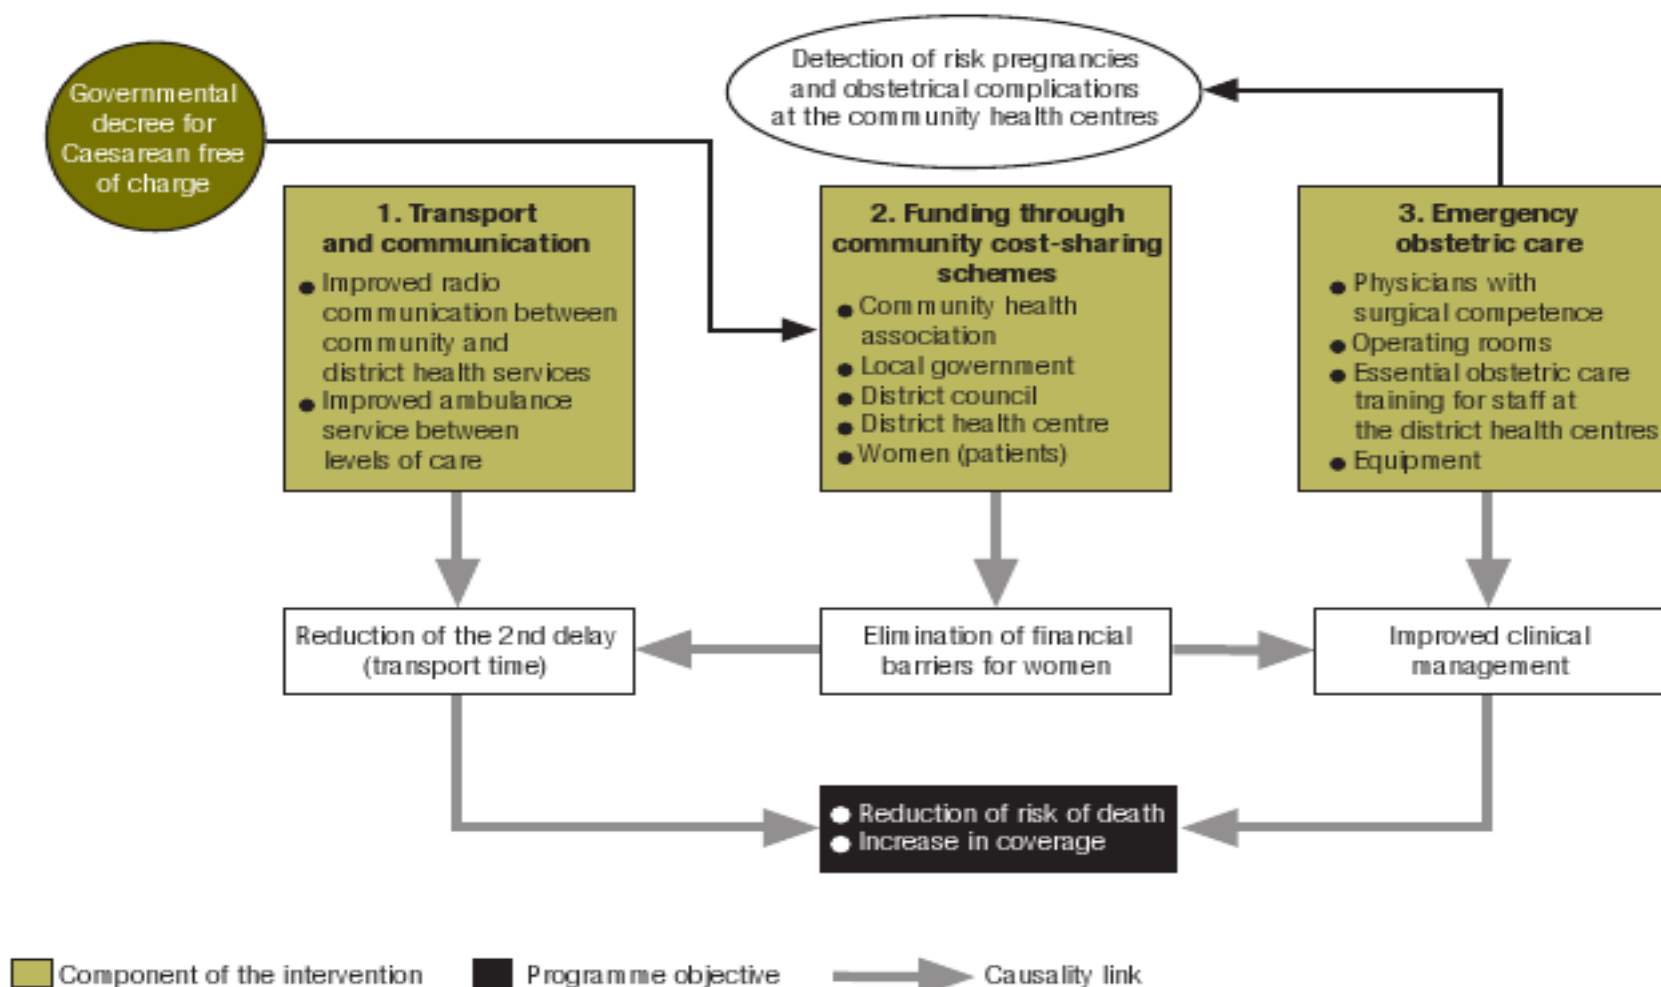 Governmental
decree for
Caesarean free
of charge
Detection of risk pregnancies
and obstetrical complications
at the community health centres
1. Transport
and communication
● Improved radio
communication between
community and
district health services
● Improved ambulance
service between
levels of care
2. Funding through
community cost-sharing
schemes
● Community health
association
● Local government
● District council
● District health centre
● Women (patients)
3. Emergency
obstetric care
● Physicians with
surgical competence
● Operating rooms
● Essential obstetric care
training for staff at
the district health centres
● Equipment
Reduction of the 2nd delay
(transport time)
Elimination of financial
barriers for women
Improved clinical
management
● Reduction of risk of death
● Increase in coverage
Component of the intervention
Programme objective
Causality link